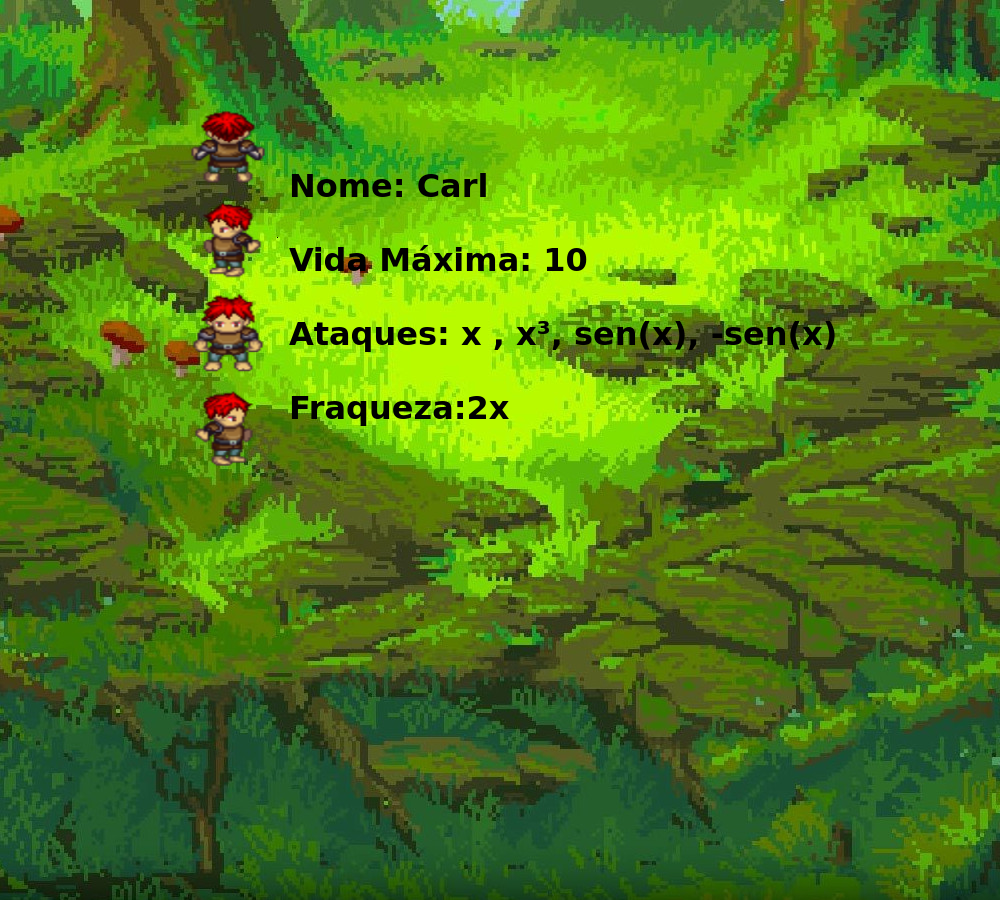 Nome: Carl
Vida Máxima: 10
Ataques: x , x³, sen(x), -sen(x)
Fraqueza:2x